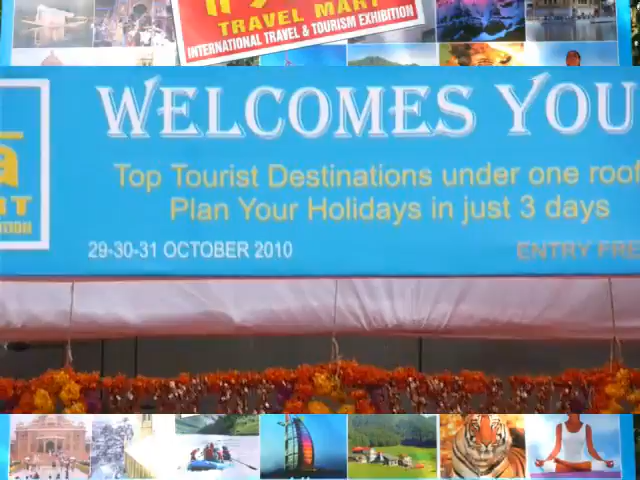 TRAVEL MART
INTERNATIONAL TRAVEL & TOURISM EXHIBITION
WELCOMES YOU
Top Tourist Destinations under one roof
Plan Your Holidays in just 3 days
29-30-31 OCTOBER 2010
ENTRY FRE